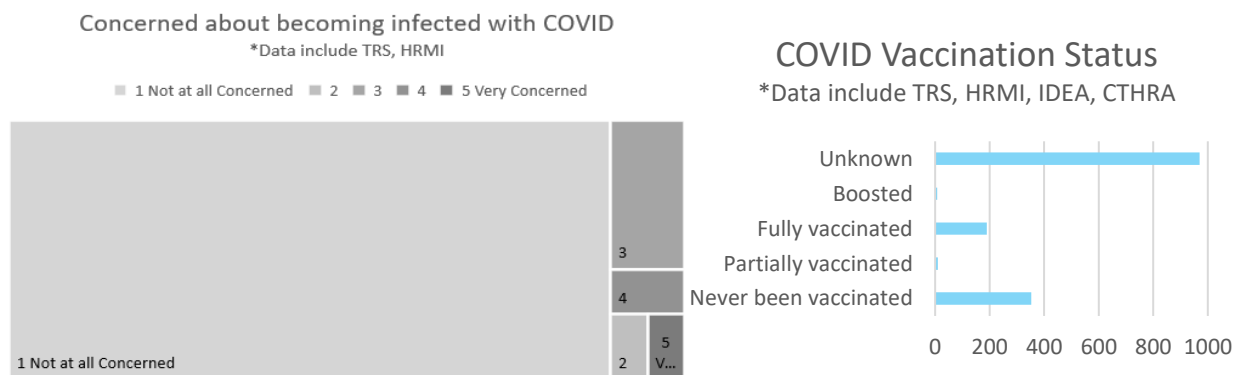 Concerned about becoming infected with COVID
*Data include TRS, HRMI
1 Not at all Concerned 2 3 4 5 Very Concerned
3
4
1 Not at all Concerned
2
5
V...
COVID Vaccination Status
*Data include TRS, HRMI, IDEA, CTHRA
Unknown
Boosted
Fully vaccinated
Partially vaccinated
Never been vaccinated
0 200 400 600 800 1000